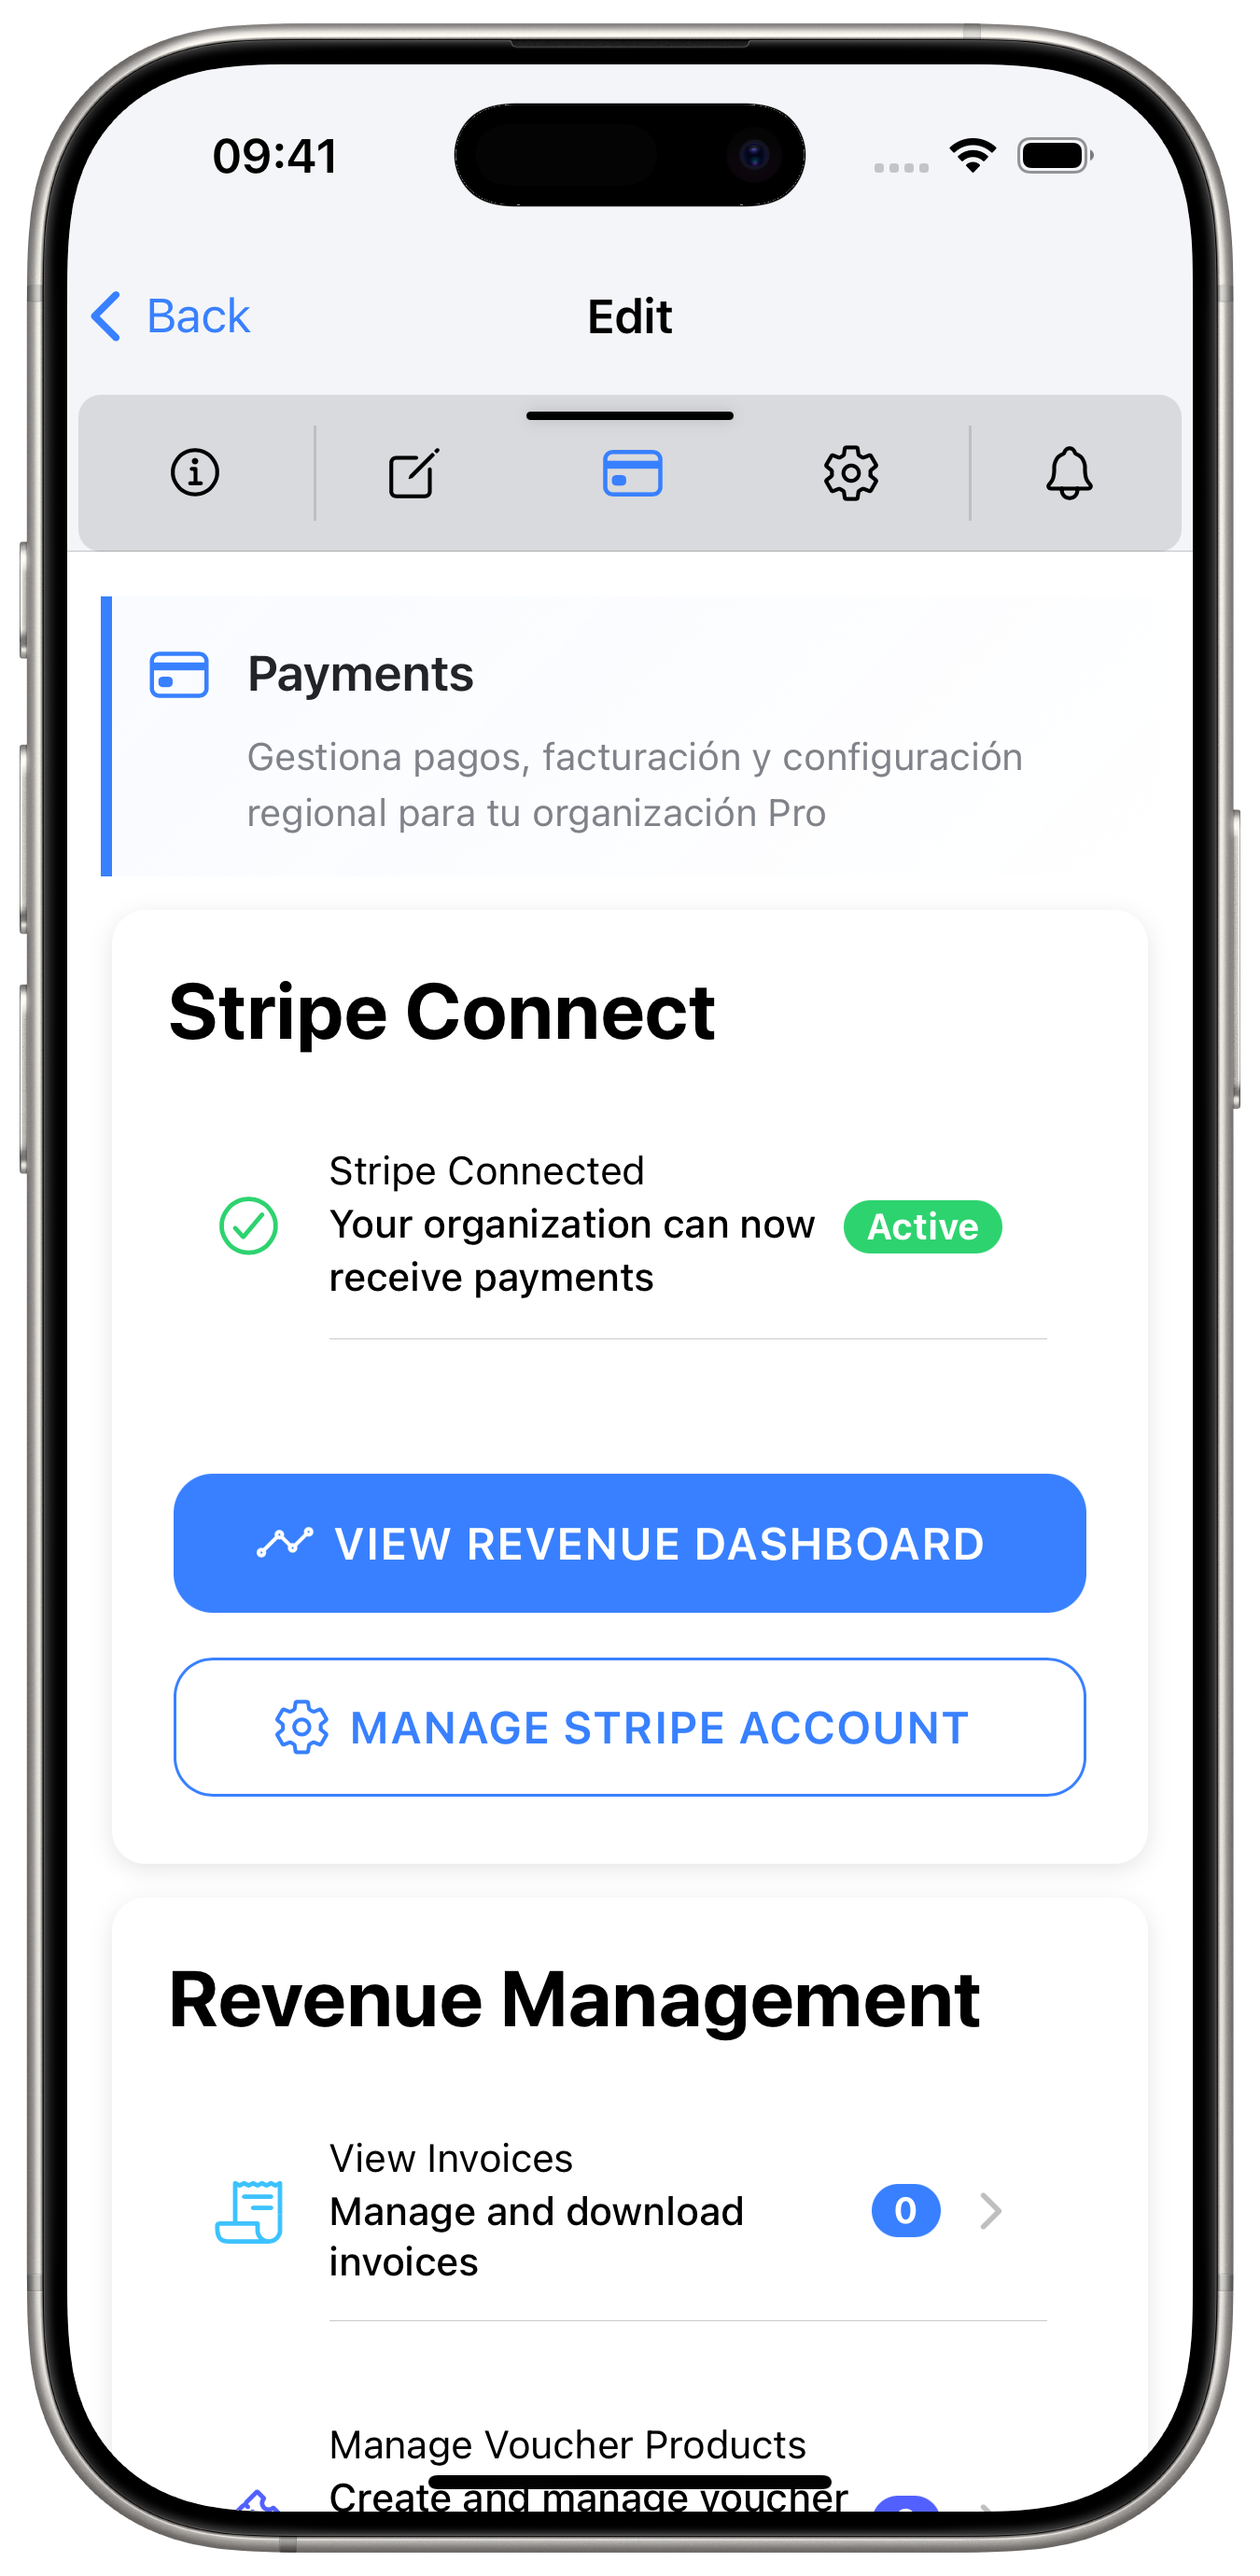 09:41
Back
Edit
Payments
Gestiona pagos, facturación y configuración
regional para tu organización Pro
Stripe Connect
Stripe Connected
Your organization can now
receive payments
Active
VIEW REVENUE DASHBOARD
MANAGE STRIPE ACCOUNT
Revenue Management
View Invoices
Manage and download
invoices
0
Manage Voucher Products
Create and manage voucher